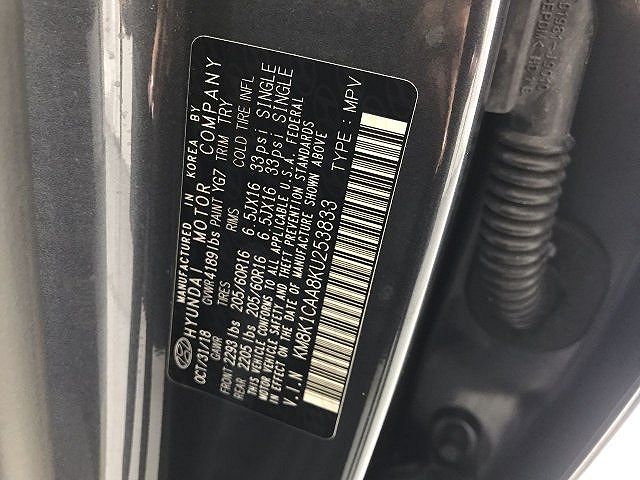 MANUFACTURED IN KOREA BY
HYUNDAI MOTOR COMPANY
OCT/31/18 GVWR 4189lbs PAINT YG7 TRIM TRY
GAWR TIRES RIMS COLD TIRE INFL
FRONT 2293 lbs 205/60R16 6.5JX16 33psi SINGLE
REAR 2205 lbs 205/60R16 6.5JX16 33psi SINGLE
THIS VEHICLE CONFORMS TO ALL APPLICABLE U.S.A. FEDERAL
MOTOR VEHICLE SAFETY AND THEFT PREVENTION STANDARDS
IN EFFECT ON THE DATE OF MANUFACTURE SHOWN ABOVE
V.I.N KM8K1CAA8KU253833 TYPE : MPV